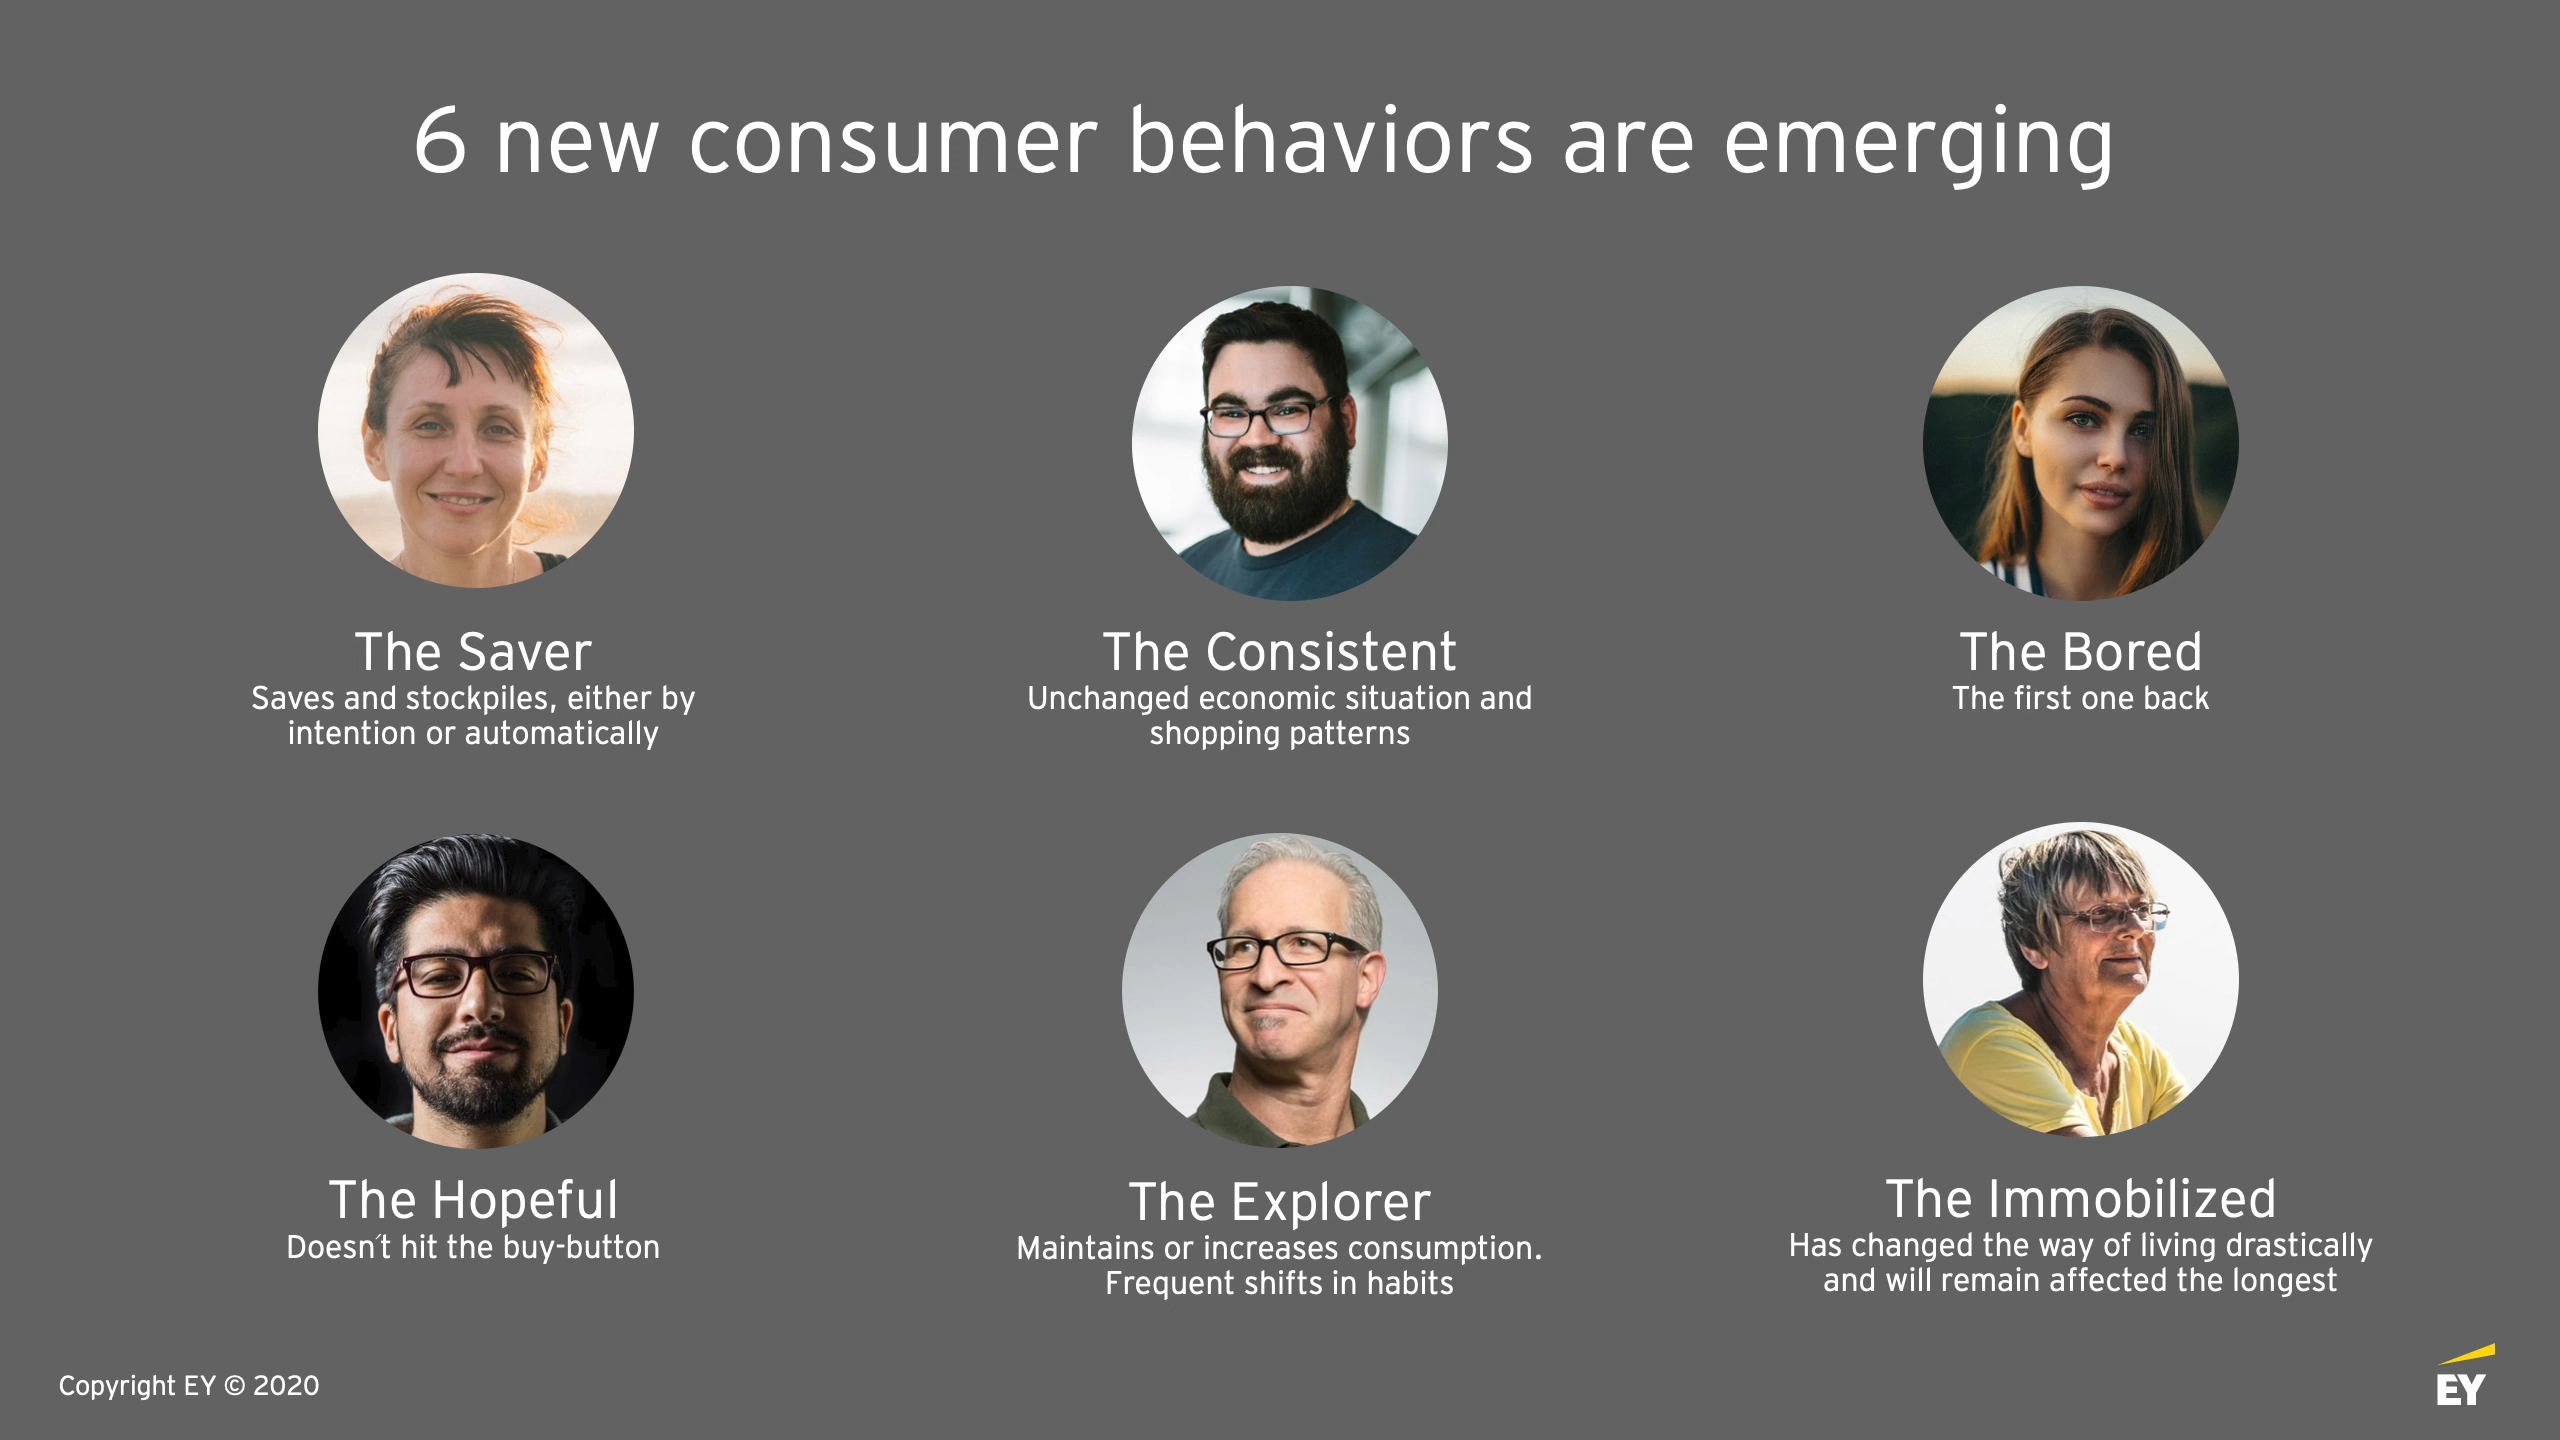 6 new consumer behaviors are emerging
The Saver
Saves and stockpiles, either by
intention or automatically
The Consistent
Unchanged economic situation and
shopping patterns
The Bored
The first one back
The Hopeful
Doesn´t hit the buy-button
The Explorer
Maintains or increases consumption.
Frequent shifts in habits
The Immobilized
Has changed the way of living drastically
and will remain affected the longest
Copyright EY © 2020
EY